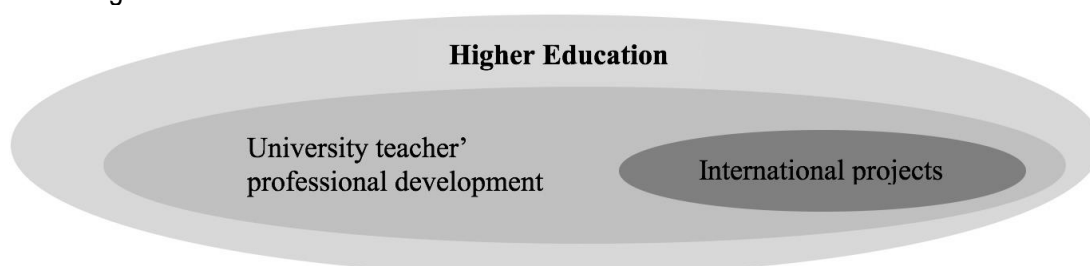 Higher Education
University teacher’
professional development
International projects